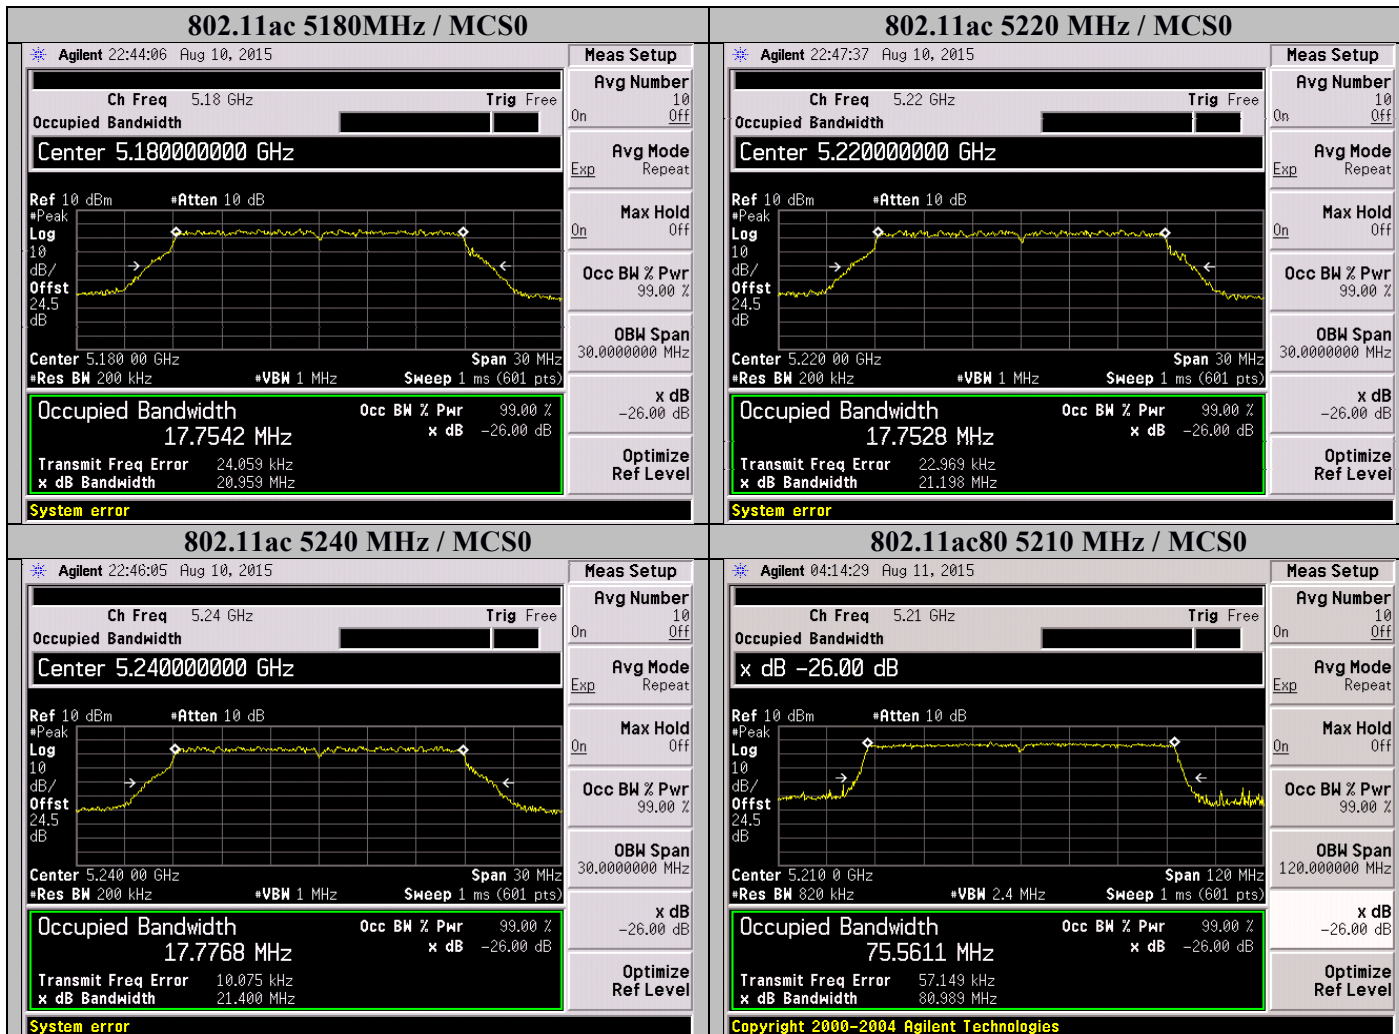 802.11ac 5180MHz / MCS0
Agilent 22:44:06 Aug 10, 2015
Meas Setup
Ch Freq 5.18 GHz Trig Free
Occupied Bandwidth
Center 5.180000000 GHz
Ref 10 dBm #Atten 10 dB
#Peak
Log
10
dB/
Offst
24.5
dB
Center 5.180 00 GHz Span 30 MHz
#Res BW 200 kHz #VBW 1 MHz Sweep 1 ms (601 pts)
Occupied Bandwidth Occ BW % Pwr 99.00 %
17.7542 MHz x dB -26.00 dB
Transmit Freq Error 24.059 kHz
x dB Bandwidth 20.959 MHz
System error
Avg Number
10
On Off
Avg Mode
Exp Repeat
Max Hold
On Off
Occ BW % Pwr
99.00 %
OBW Span
30.0000000 MHz
x dB
-26.00 dB
Optimize
Ref Level
802.11ac 5220 MHz / MCS0
Agilent 22:47:37 Aug 10, 2015
Meas Setup
Ch Freq 5.22 GHz Trig Free
Occupied Bandwidth
Center 5.220000000 GHz
Ref 10 dBm #Atten 10 dB
#Peak
Log
10
dB/
Offst
24.5
dB
Center 5.220 00 GHz Span 30 MHz
#Res BW 200 kHz #VBW 1 MHz Sweep 1 ms (601 pts)
Occupied Bandwidth Occ BW % Pwr 99.00 %
17.7528 MHz x dB -26.00 dB
Transmit Freq Error 22.969 kHz
x dB Bandwidth 21.198 MHz
System error
Avg Number
10
On Off
Avg Mode
Exp Repeat
Max Hold
On Off
Occ BW % Pwr
99.00 %
OBW Span
30.0000000 MHz
x dB
-26.00 dB
Optimize
Ref Level
802.11ac 5240 MHz / MCS0
Agilent 22:46:05 Aug 10, 2015
Meas Setup
Ch Freq 5.24 GHz Trig Free
Occupied Bandwidth
Center 5.240000000 GHz
Ref 10 dBm #Atten 10 dB
#Peak
Log
10
dB/
Offst
24.5
dB
Center 5.240 00 GHz Span 30 MHz
#Res BW 200 kHz #VBW 1 MHz Sweep 1 ms (601 pts)
Occupied Bandwidth Occ BW % Pwr 99.00 %
17.7768 MHz x dB -26.00 dB
Transmit Freq Error 10.075 kHz
x dB Bandwidth 21.400 MHz
System error
Avg Number
10
On Off
Avg Mode
Exp Repeat
Max Hold
On Off
Occ BW % Pwr
99.00 %
OBW Span
30.0000000 MHz
x dB
-26.00 dB
Optimize
Ref Level
802.11ac80 5210 MHz / MCS0
Agilent 04:14:29 Aug 11, 2015
Meas Setup
Ch Freq 5.21 GHz Trig Free
Occupied Bandwidth
x dB -26.00 dB
Ref 10 dBm #Atten 10 dB
#Peak
Log
10
dB/
Offst
24.5
dB
Center 5.210 0 GHz Span 120 MHz
#Res BW 820 kHz #VBW 2.4 MHz Sweep 1 ms (601 pts)
Occupied Bandwidth Occ BW % Pwr 99.00 %
75.5611 MHz x dB -26.00 dB
Transmit Freq Error 57.149 kHz
x dB Bandwidth 80.989 MHz
Copyright 2000-2004 Agilent Technologies
Avg Number
10
On Off
Avg Mode
Exp Repeat
Max Hold
On Off
Occ BW % Pwr
99.00 %
OBW Span
120.000000 MHz
x dB
-26.00 dB
Optimize
Ref Level